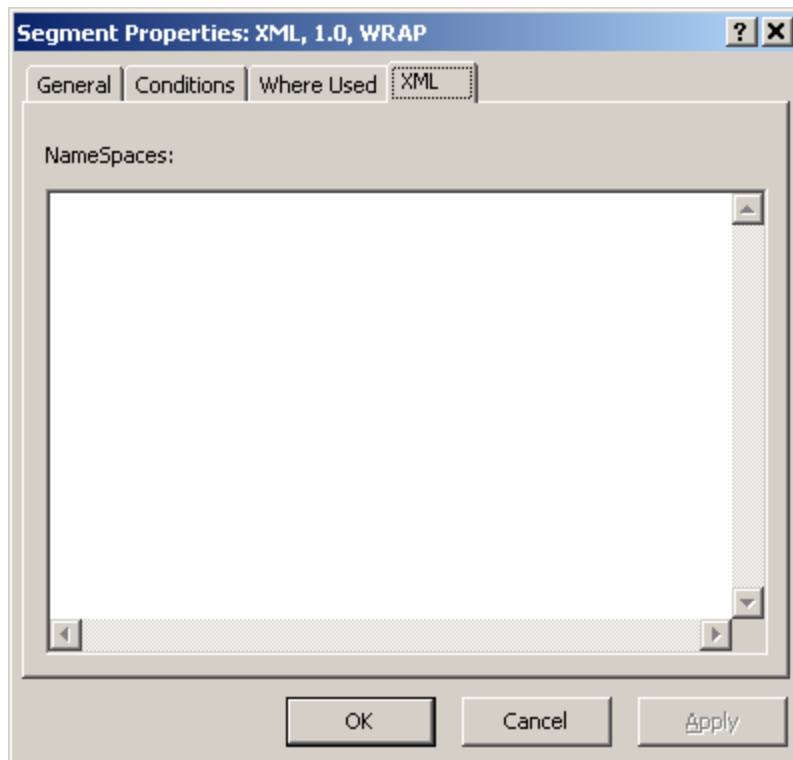 Segment Properties: XML, 1.0, WRAP
General Conditions Where Used XML
NameSpaces:
OK Cancel Apply